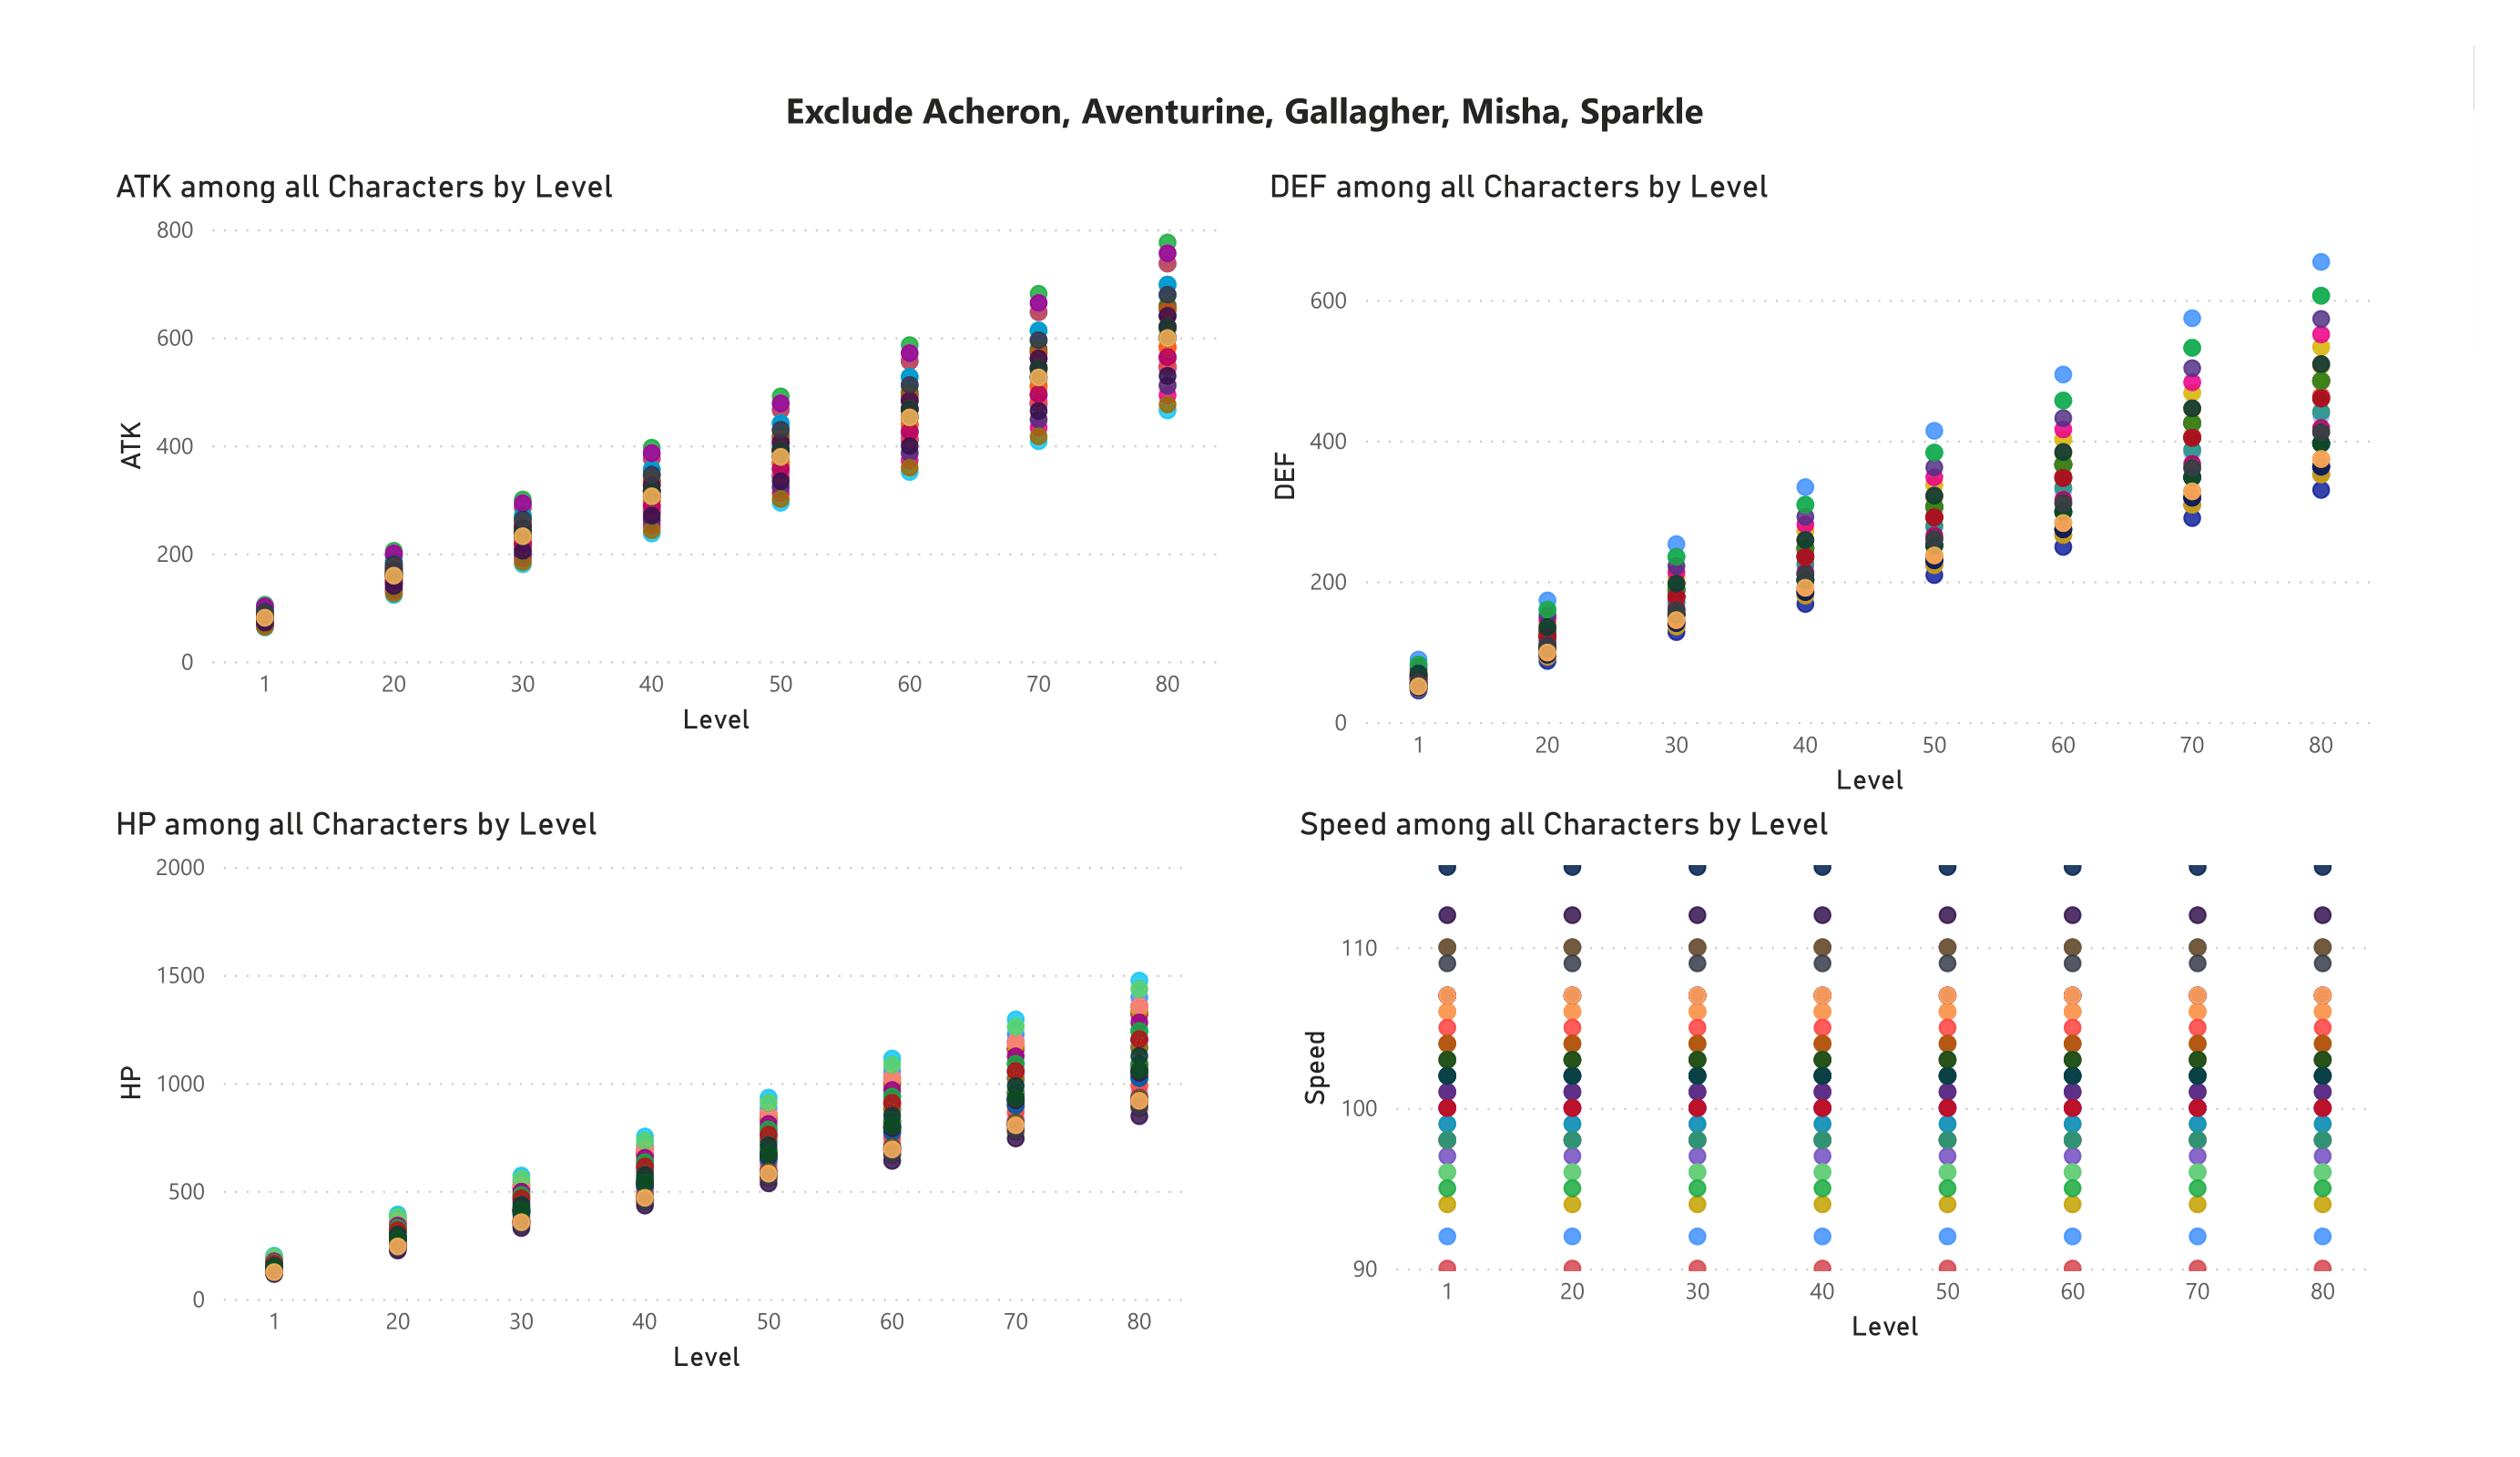 Exclude Acheron, Aventurine, Gallagher, Misha, Sparkle
ATK among all Characters by Level
800
600
400
200
0
ATK
1 20 30 40 50 60 70 80
Level
DEF among all Characters by Level
600
400
200
0
DEF
1 20 30 40 50 60 70 80
Level
HP among all Characters by Level
2000
1500
1000
500
0
HP
1 20 30 40 50 60 70 80
Level
Speed among all Characters by Level
110
100
90
Speed
1 20 30 40 50 60 70 80
Level